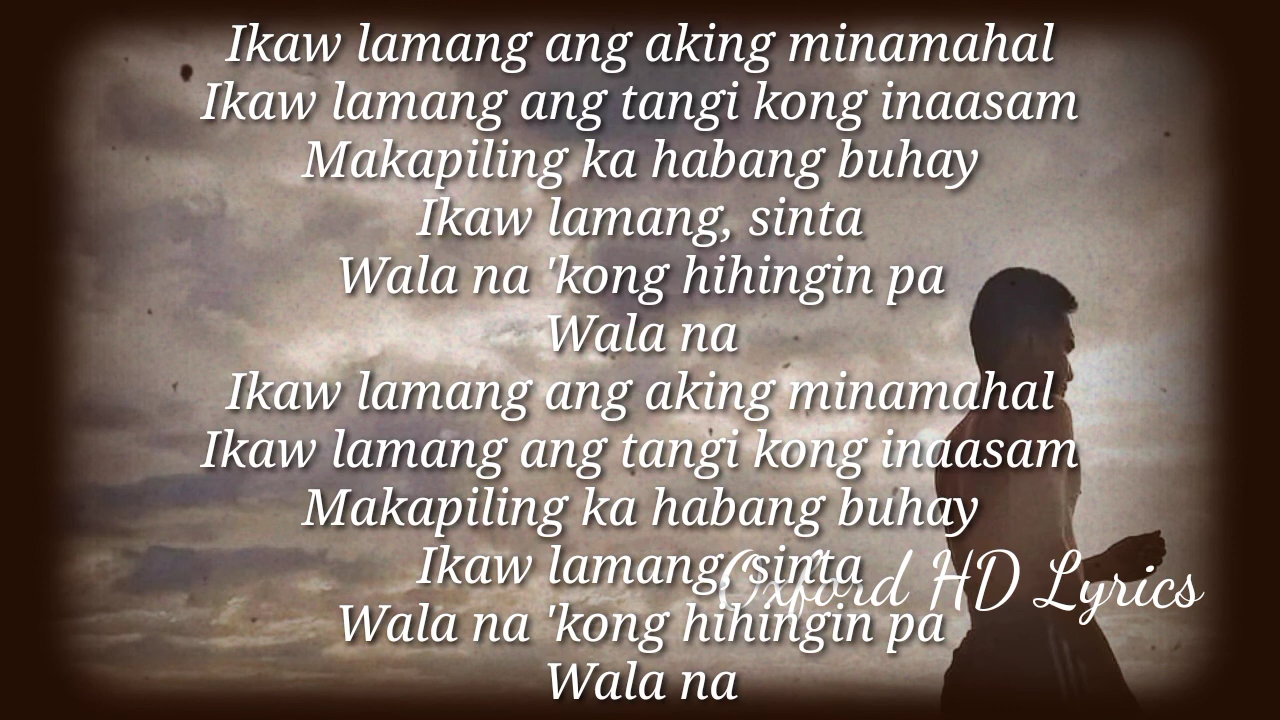 Ikaw lamang ang aking minamahal
Ikaw lamang ang tangi kong inaasam
Makapiling ka habang buhay
Ikaw lamang, sinta
Wala na 'kong hihingin pa
Wala na
Ikaw lamang ang aking minamahal
Ikaw lamang ang tangi kong inaasam
Makapiling ka habang buhay
Ikaw lamang, sinta
Oxford HD Lyrics
Wala na 'kong hihingin pa
Wala na